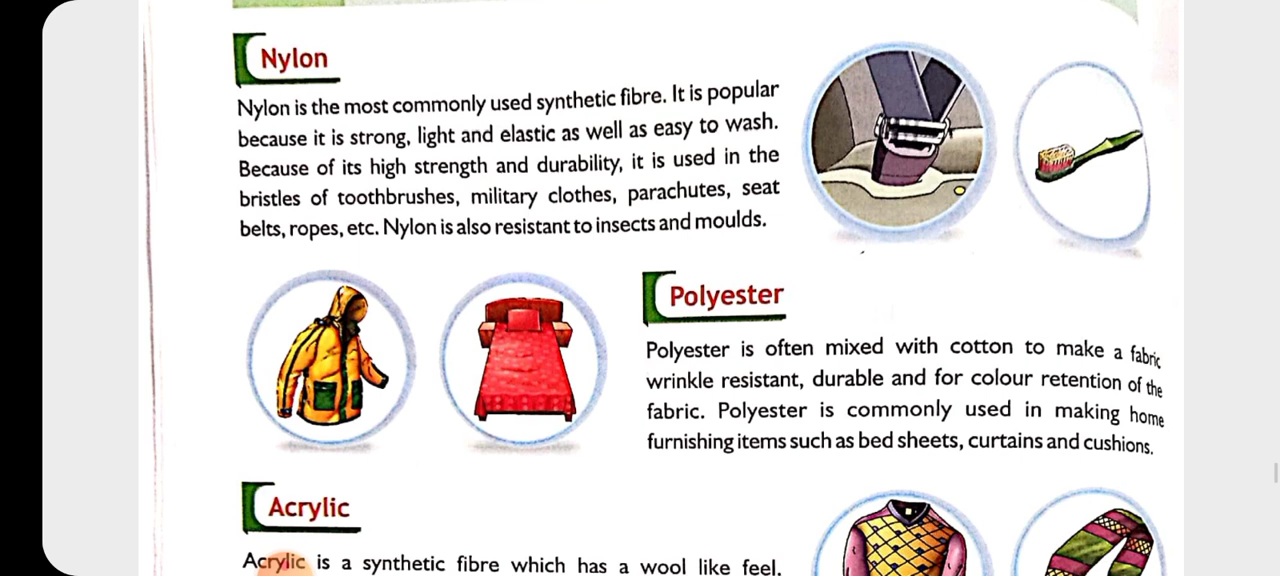 Nylon
Nylon is the most commonly used synthetic fibre. It is popular
because it is strong, light and elastic as well as easy to wash.
Because of its high strength and durability, it is used in the
bristles of toothbrushes, military clothes, parachutes, seat
belts, ropes, etc. Nylon is also resistant to insects and moulds.
Polyester
Polyester is often mixed with cotton to make a fabric
wrinkle resistant, durable and for colour retention of the
fabric. Polyester is commonly used in making home
furnishing items such as bed sheets, curtains and cushions.
Acrylic
Acrylic is a synthetic fibre which has a wool like feel.